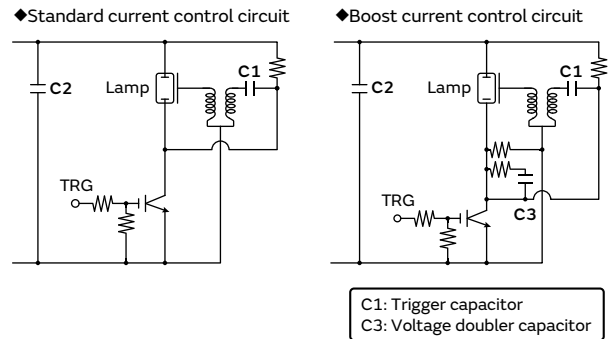 ◆Standard current control circuit
C2
Lamp
C1
TRG
◆Boost current control circuit
C2
Lamp
C1
TRG
C3
C1: Trigger capacitor
C3: Voltage doubler capacitor